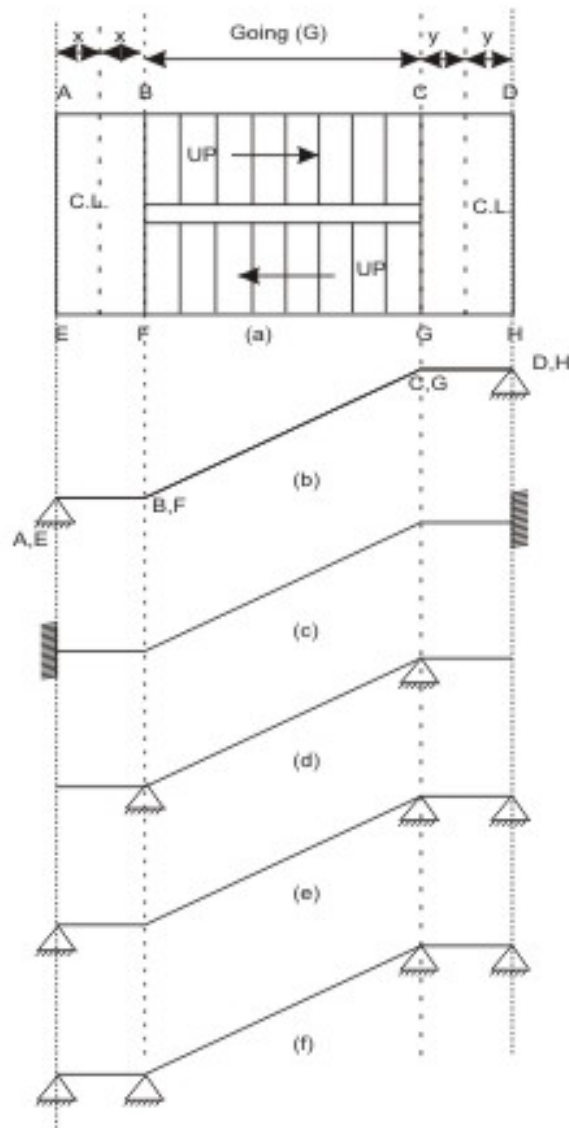 Going (G)
x x y y
A B C D
UP
C.L. C.L.
UP
E F (a) G H
D,H
C,G
(b)
B,F
A,E
(c)
(d)
(e)
(f)